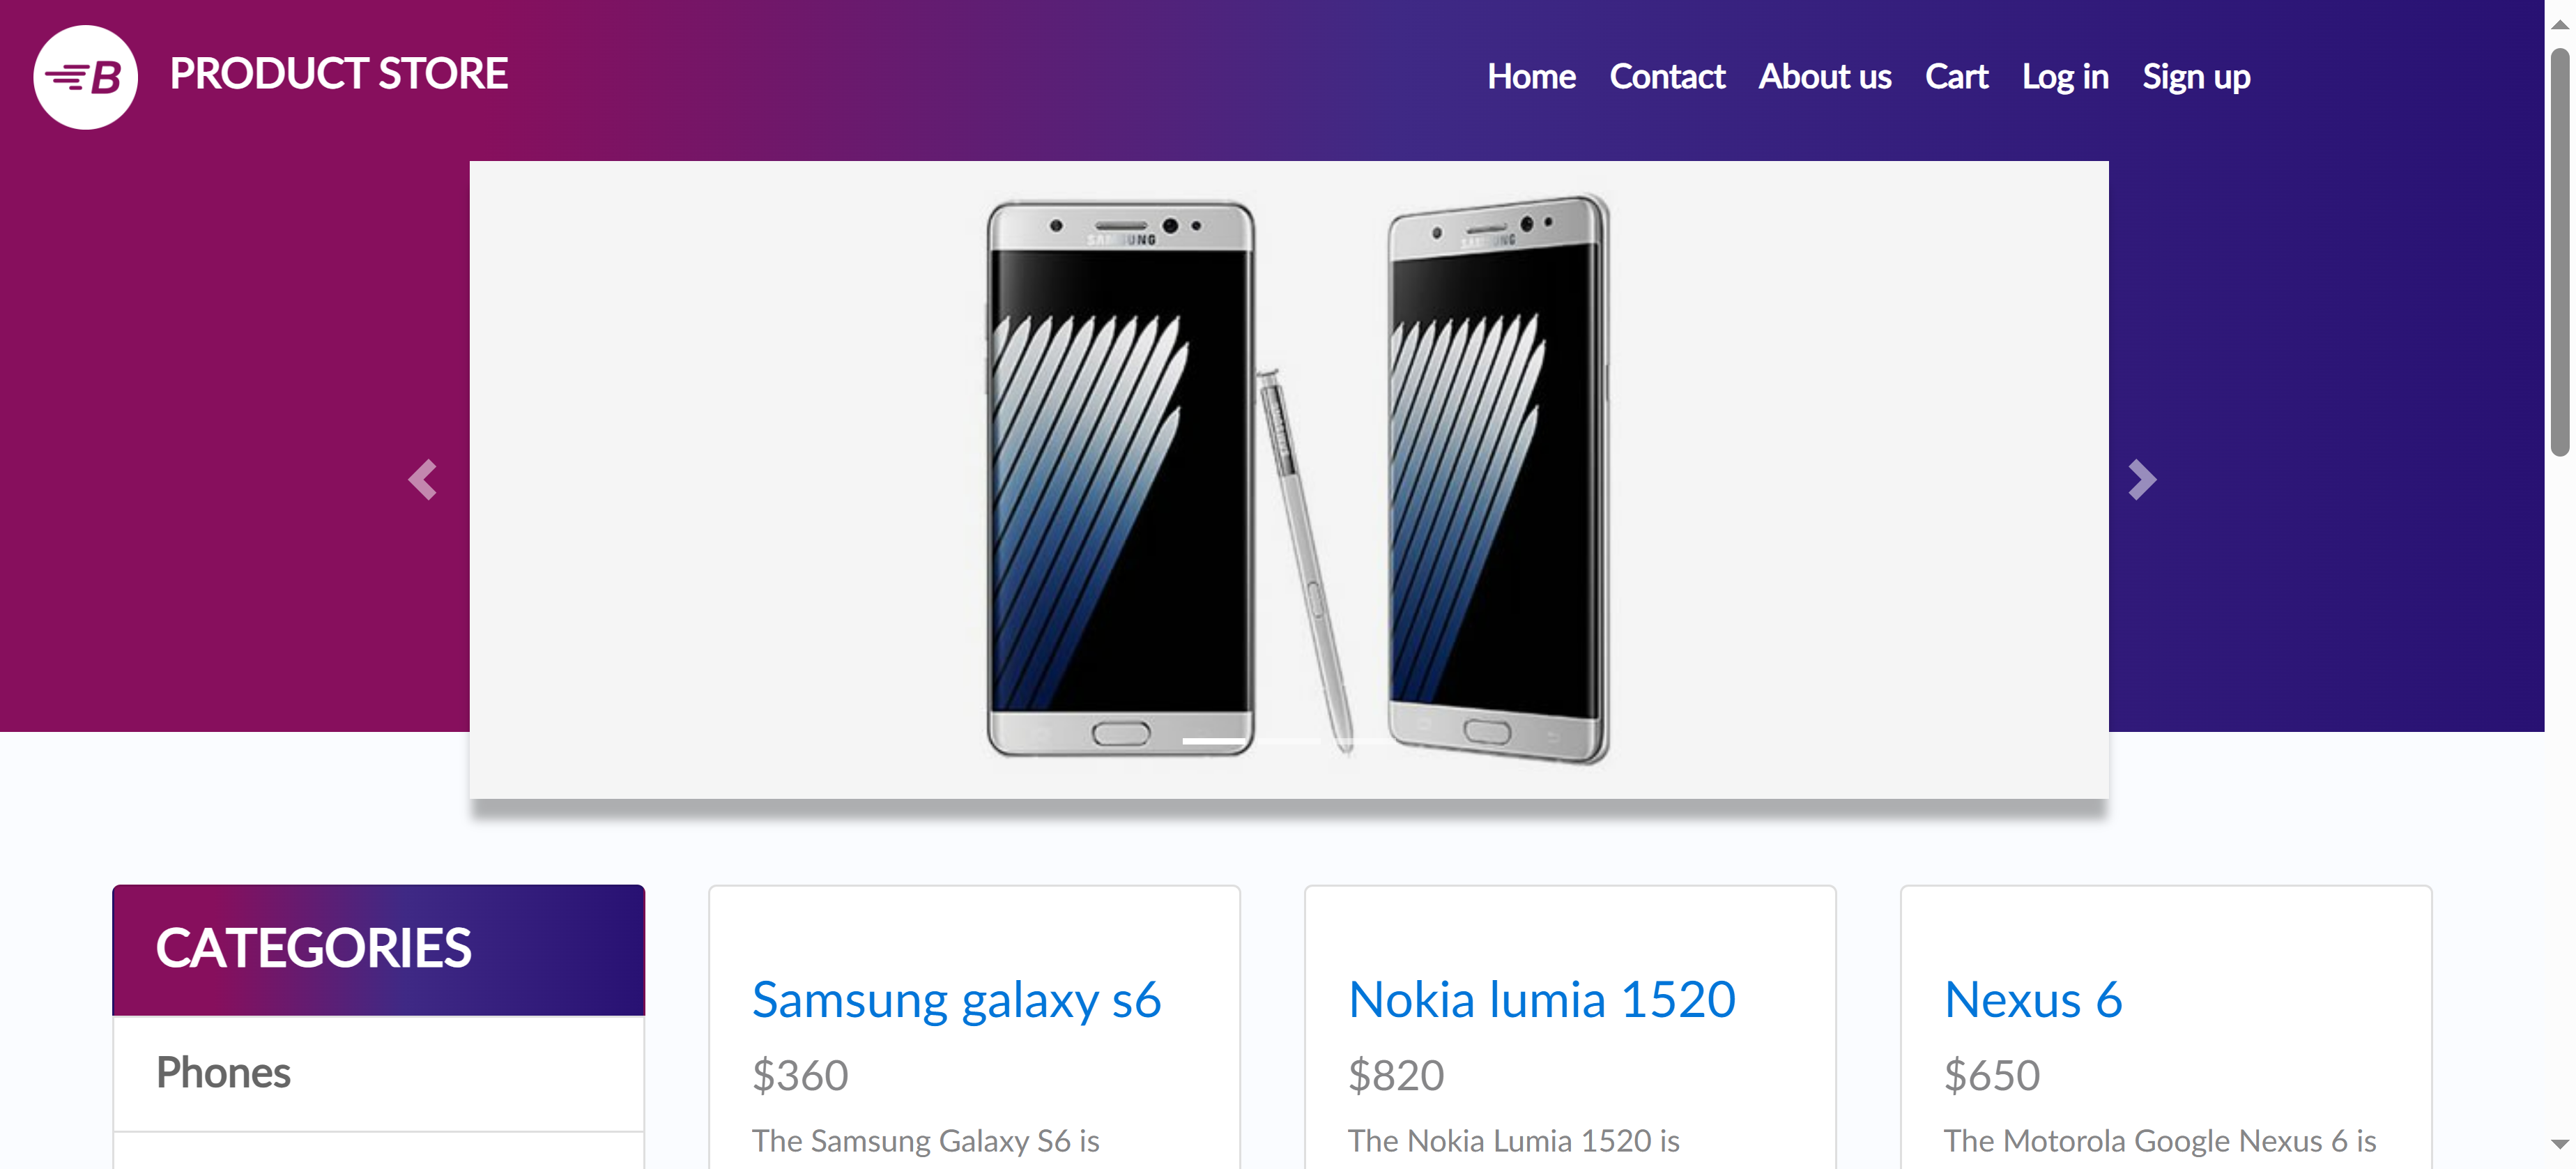 B PRODUCT STORE
Home Contact About us Cart Log in Sign up
SAMSUNG SAMSUNG
CATEGORIES
Phones
Samsung galaxy s6
$360
The Samsung Galaxy S6 is
Nokia lumia 1520
$820
The Nokia Lumia 1520 is
Nexus 6
$650
The Motorola Google Nexus 6 is